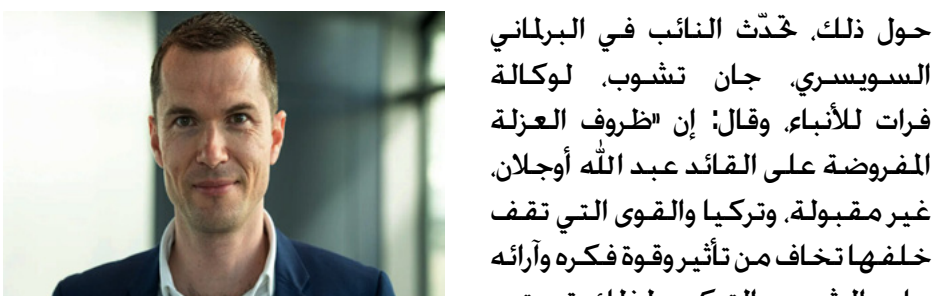 حول ذلك، تحدّث النائب في البرلماني
السويسري، جان تشوب، لوكالة
فرات للأنباء، وقال: إن «ظروف العزلة
المفروضة على القائد عبد الله أوجلان،
غير مقبولة، وتركيا والقوى التي تقف
خلفها تخاف من تأثير وقوة فكره وآرائه